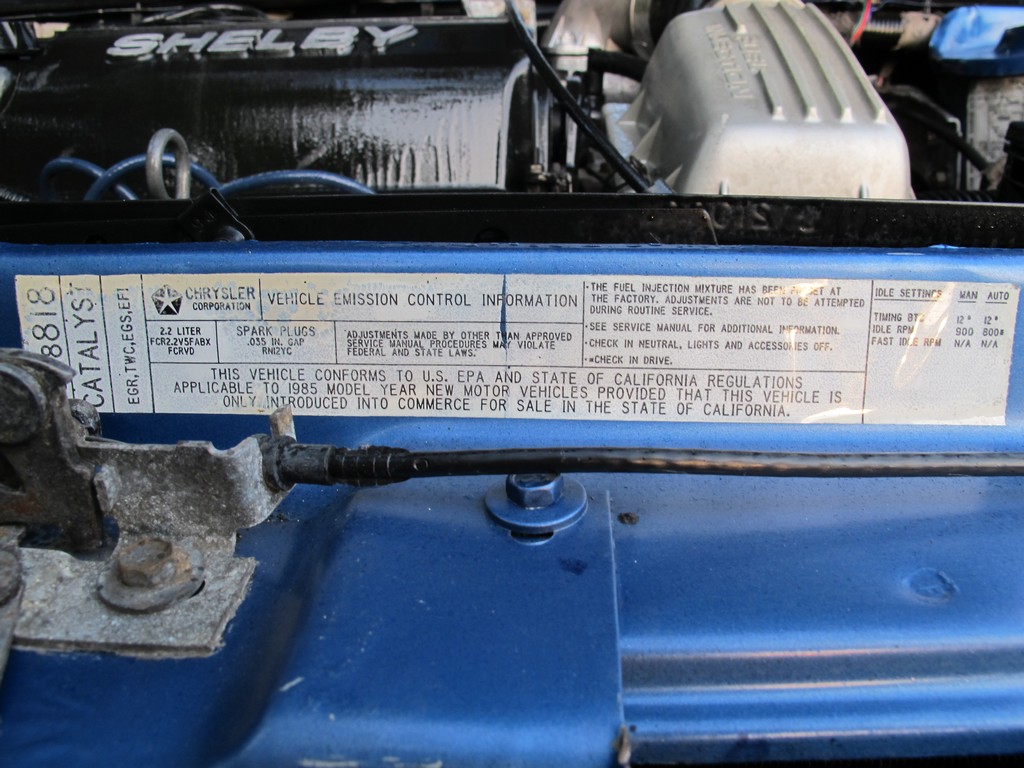 SHELBY
8818
CATALYST
EGR,TWC,EGS,EFI
CHRYSLER
CORPORATION
VEHICLE EMISSION CONTROL INFORMATION
2.2 LITER
FCR2.2V5FABX
FCRVD
SPARK PLUGS
.035 IN. GAP
RN12YC
ADJUSTMENTS MADE BY OTHER THAN APPROVED
SERVICE MANUAL PROCEDURES MAY VIOLATE
FEDERAL AND STATE LAWS.
THIS VEHICLE CONFORMS TO U.S. EPA AND STATE OF CALIFORNIA REGULATIONS
APPLICABLE TO 1985 MODEL YEAR NEW MOTOR VEHICLES PROVIDED THAT THIS VEHICLE IS
ONLY INTRODUCED INTO COMMERCE FOR SALE IN THE STATE OF CALIFORNIA.
·THE FUEL INJECTION MIXTURE HAS BEEN SET AT
THE FACTORY. ADJUSTMENTS ARE NOT TO BE ATTEMPTED
DURING ROUTINE SERVICE.
·SEE SERVICE MANUAL FOR ADDITIONAL INFORMATION.
·CHECK IN NEUTRAL, LIGHTS AND ACCESSORIES OFF.
·*CHECK IN DRIVE.
IDLE SETTINGS MAN AUTO
TIMING BTC 12° 12°
IDLE RPM 900 800*
FAST IDLE RPM N/A N/A